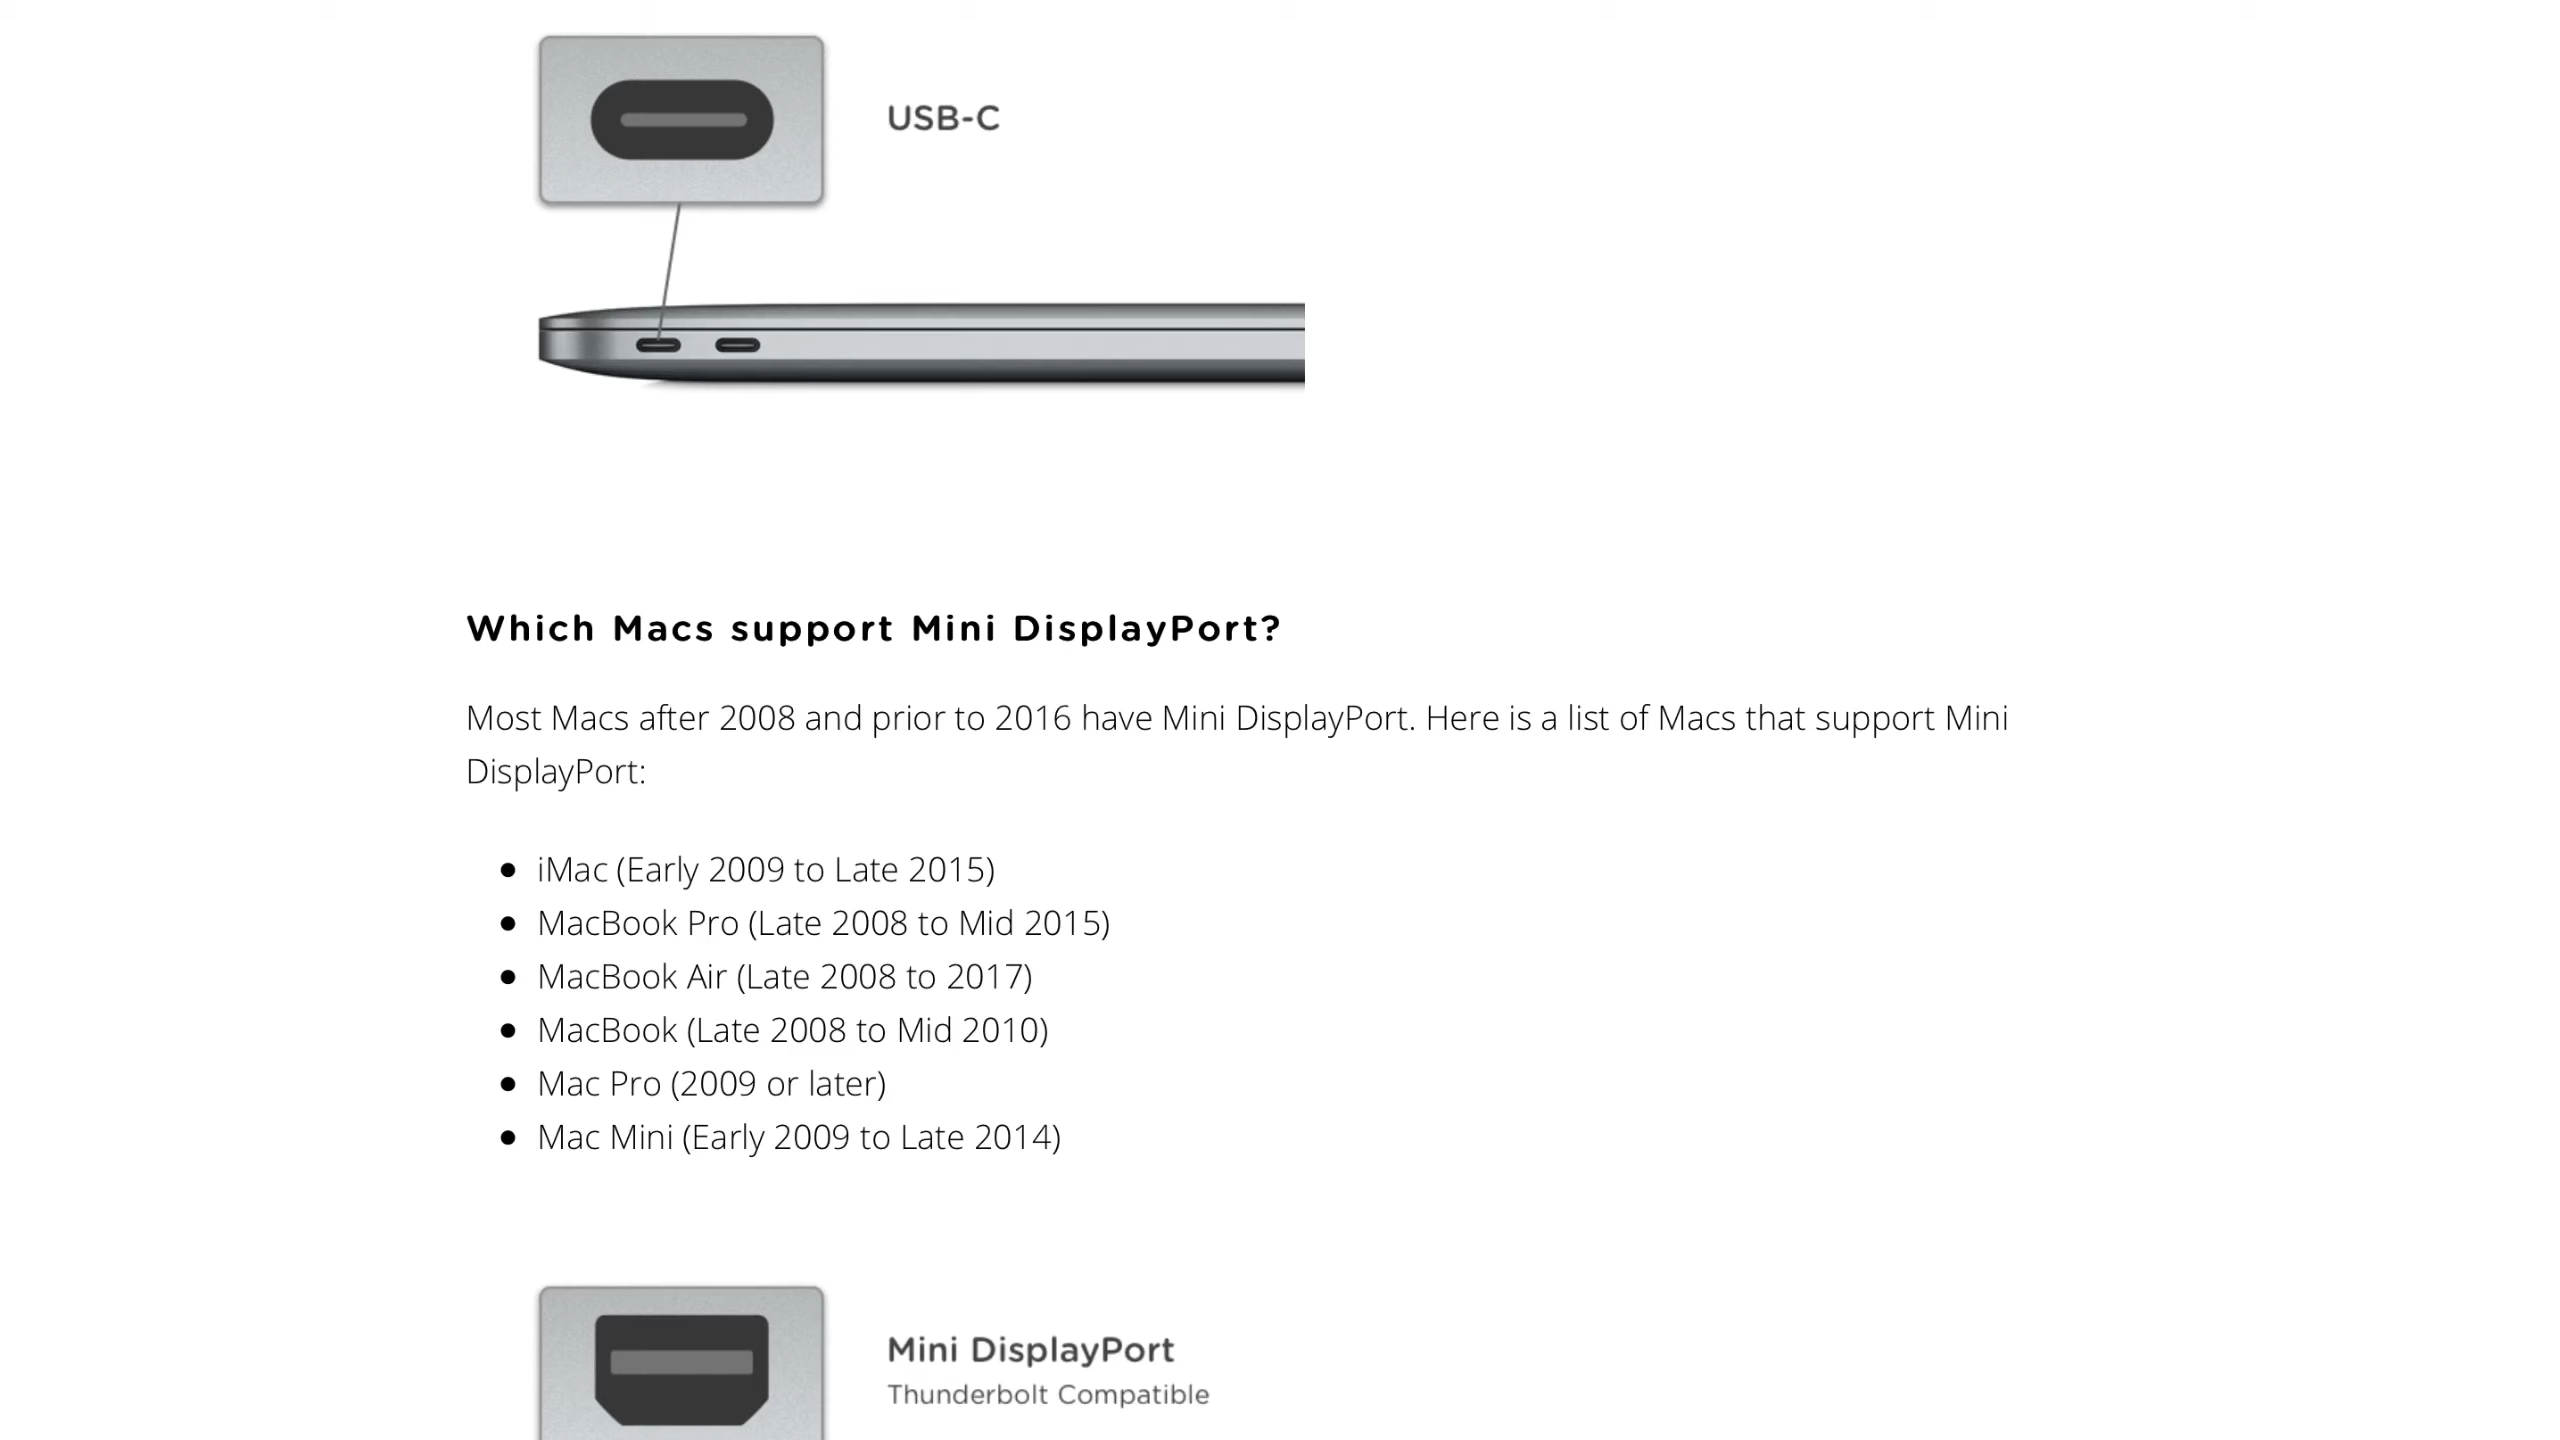 USB-C
Which Macs support Mini DisplayPort?
Most Macs after 2008 and prior to 2016 have Mini DisplayPort. Here is a list of Macs that support Mini
DisplayPort:
iMac (Early 2009 to Late 2015)
MacBook Pro (Late 2008 to Mid 2015)
MacBook Air (Late 2008 to 2017)
MacBook (Late 2008 to Mid 2010)
Mac Pro (2009 or later)
Mac Mini (Early 2009 to Late 2014)
Mini DisplayPort
Thunderbolt Compatible